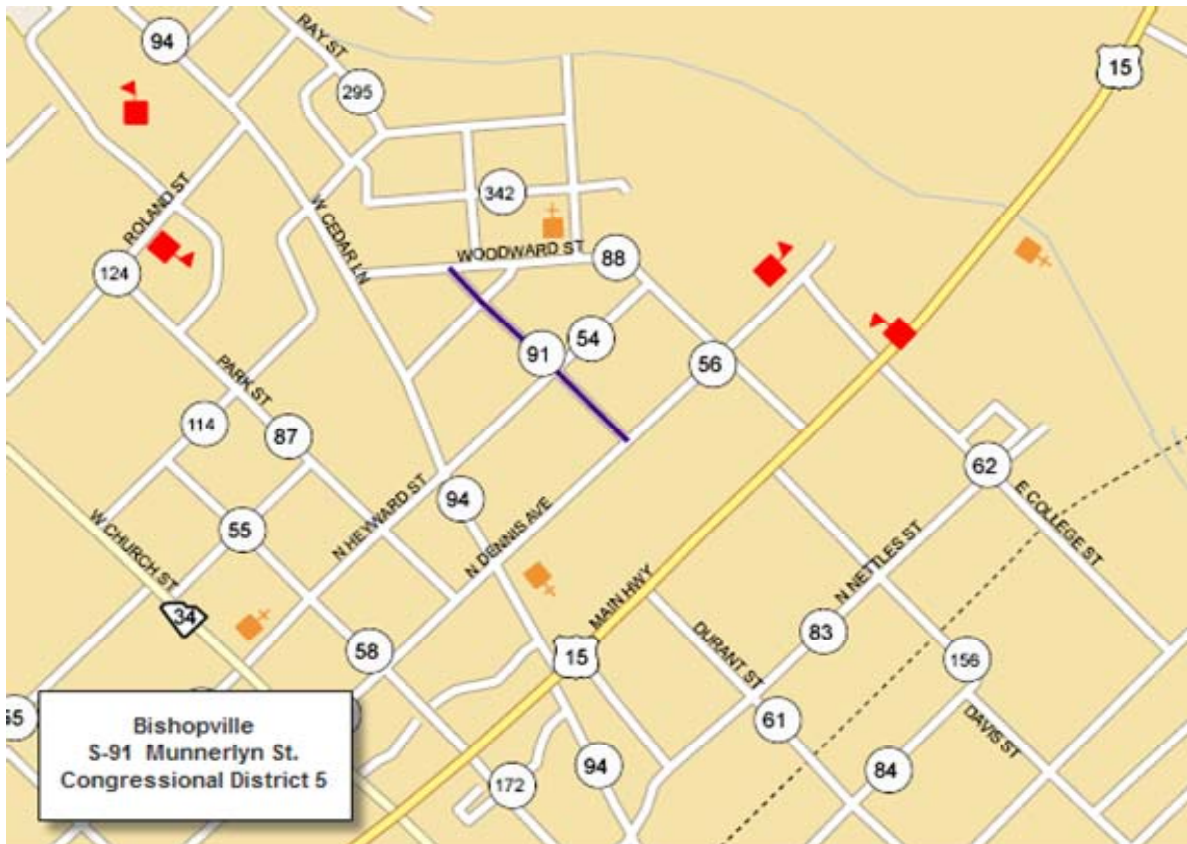 94
RAY ST
15
295
342
ROLAND ST
W CEDAR LN
WOODWARD ST
88
124
91
54
56
PARK ST
114
87
62
N HEYWARD ST
94
E COLLEGE ST
55
N DENNIS AVE
W CHURCH ST
MAIN HWY
N NETTLES ST
34
83
DURANT ST
58
15
156
61
DAVIS ST
94
84
172
Bishopville
S-91 Munnerlyn St.
Congressional District 5